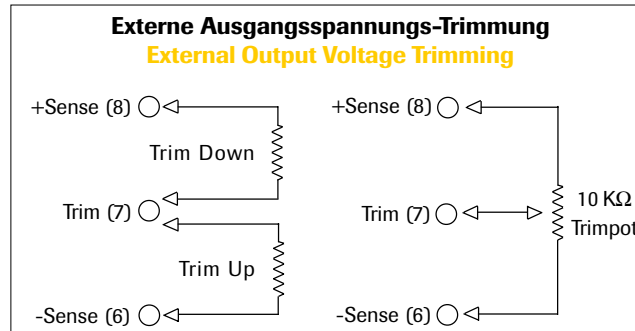 Externe Ausgangsspannungs-Trimmung
External Output Voltage Trimming
+Sense (8)
Trim Down
Trim (7)
Trim Up
-Sense (6)
+Sense (8)
Trim (7)
10 KΩ
Trimpot
-Sense (6)